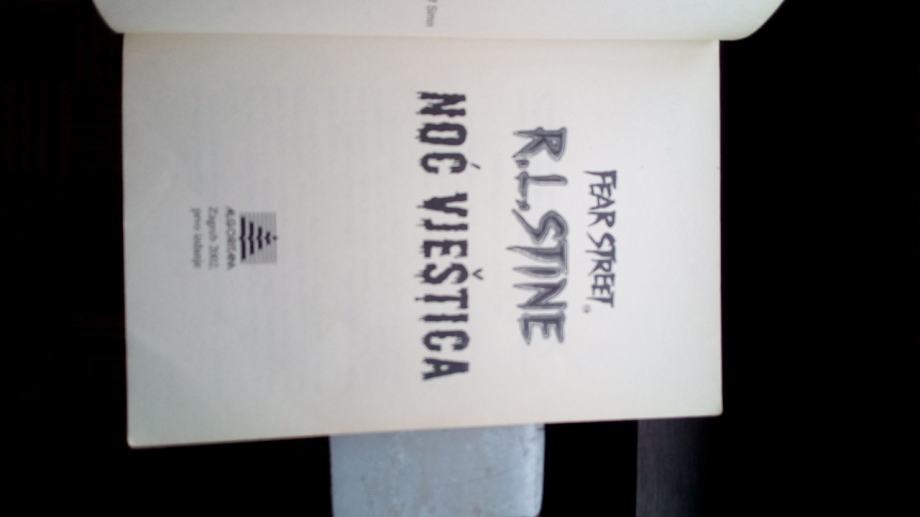 FEAR STREET®
R.L. STINE
NOĆ VJEŠTICA
ALGORITAM
Zagreb 2002.
prvo izdanje